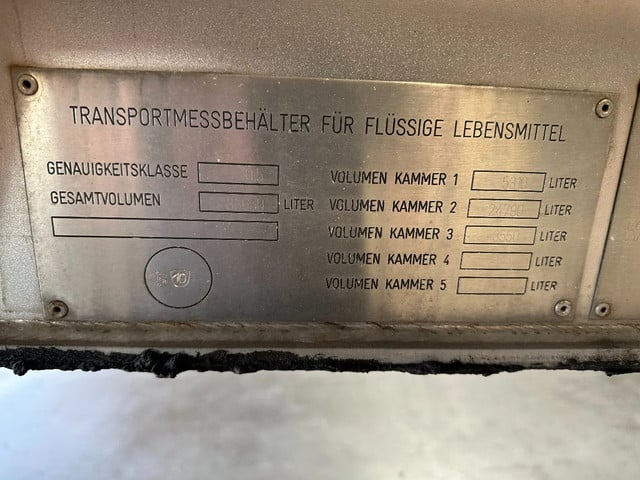 TRANSPORTMESSBEHÄLTER FÜR FLÜSSIGE LEBENSMITTEL
GENAUIGKEITSKLASSE
GESAMTVOLUMEN LITER
VOLUMEN KAMMER 1 LITER
VOLUMEN KAMMER 2 LITER
VOLUMEN KAMMER 3 LITER
VOLUMEN KAMMER 4 LITER
VOLUMEN KAMMER 5 LITER
10